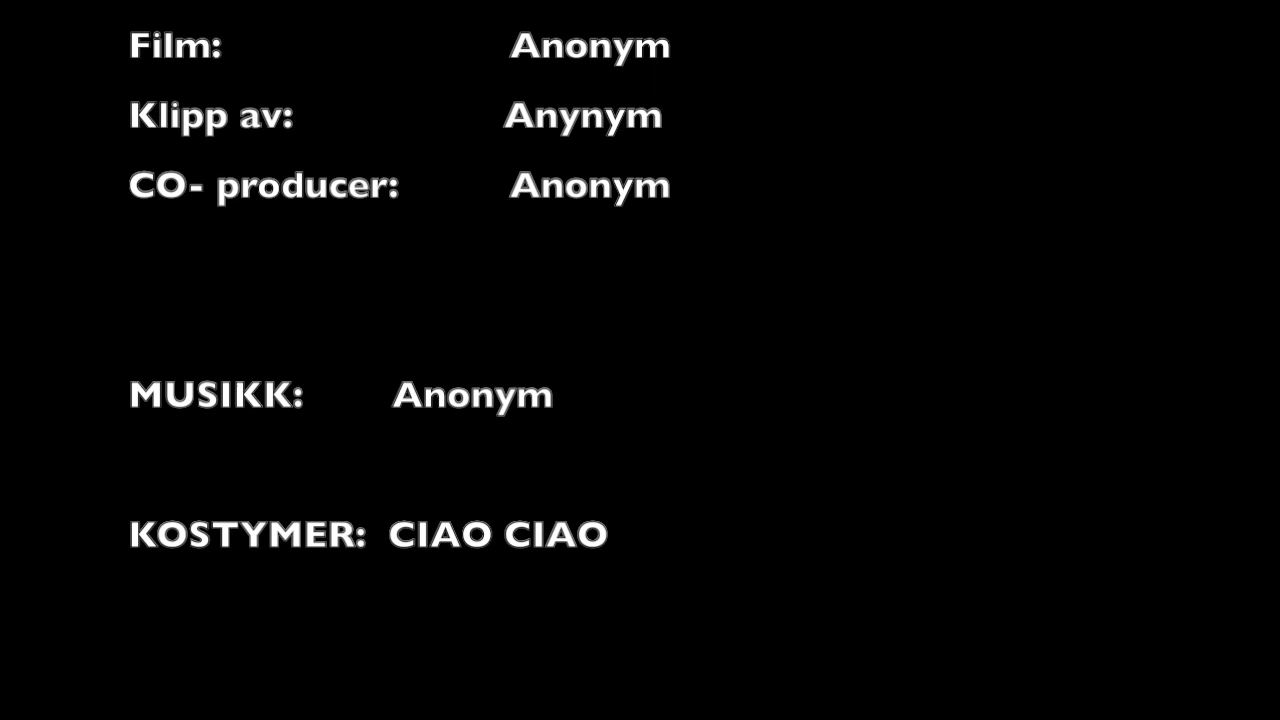 Film: Anonym
Klipp av: Anynym
CO- producer: Anonym
MUSIKK: Anonym
KOSTYMER: CIAO CIAO